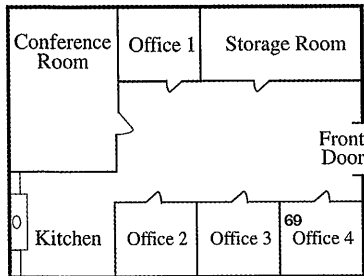 Conference
Room
Office 1
Storage Room
Front
Door
Kitchen
Office 2
Office 3
69
Office 4